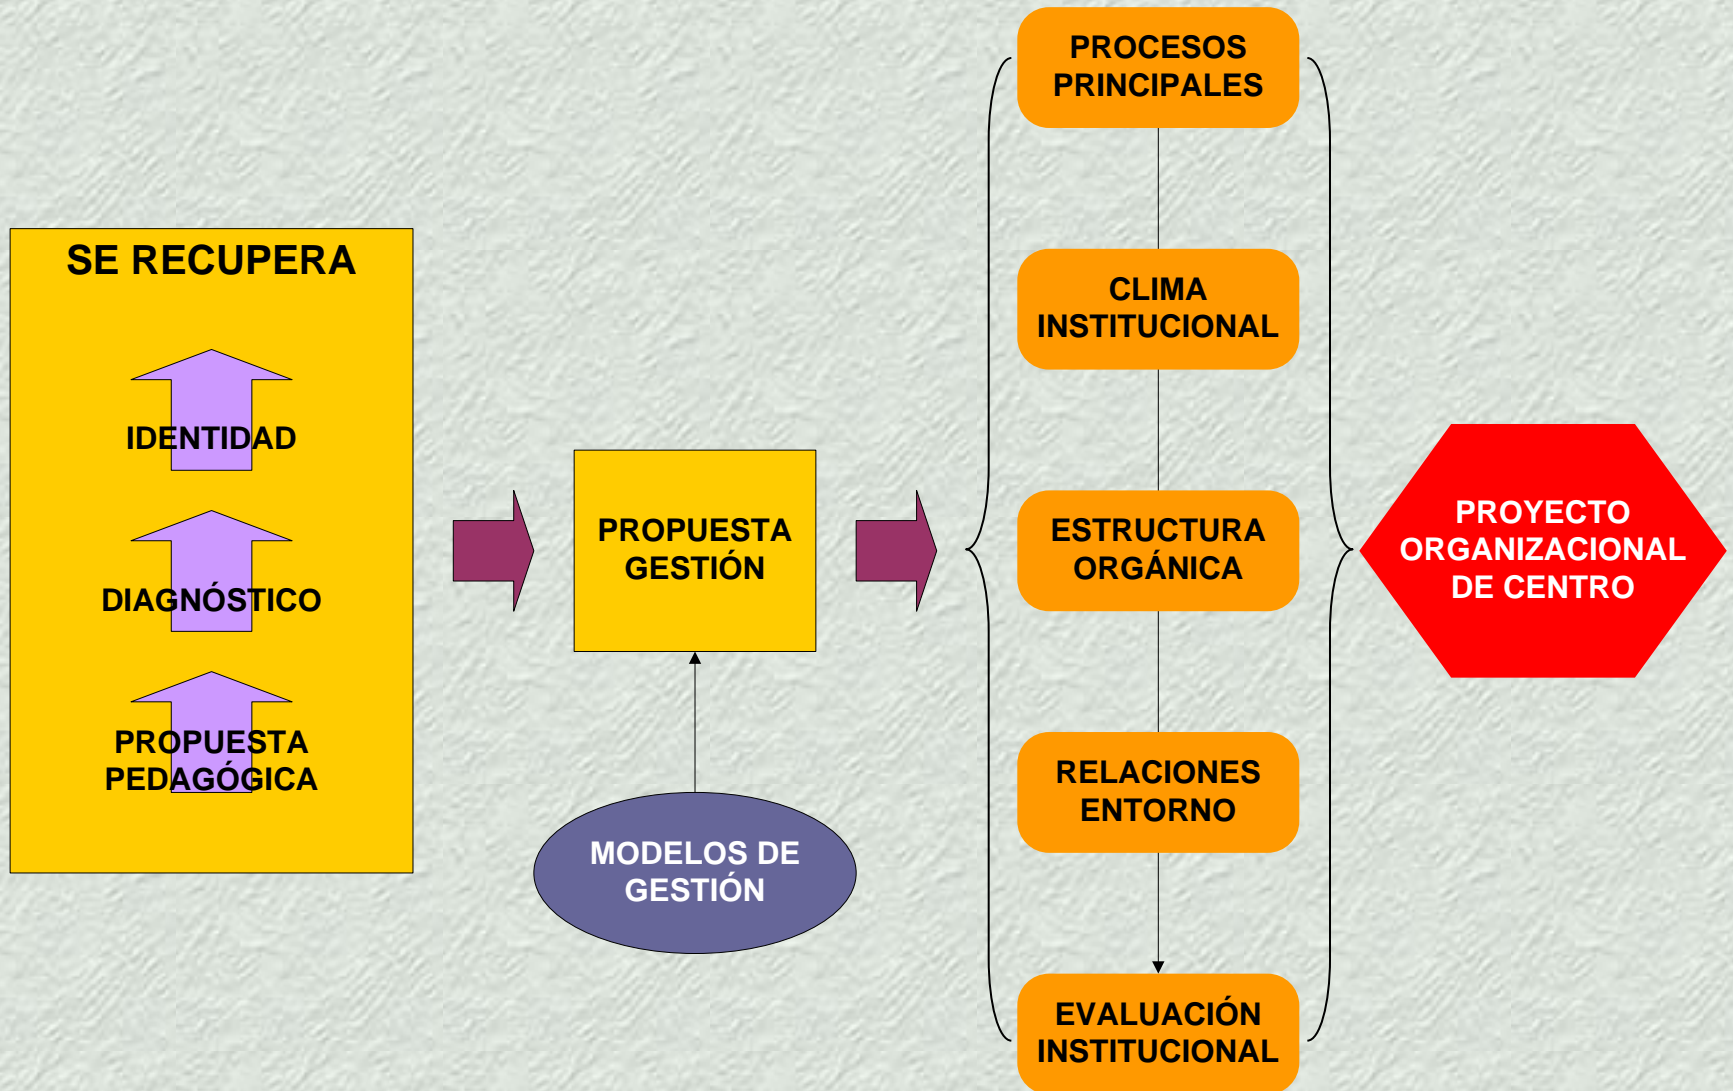 SE RECUPERA
IDENTIDAD
DIAGNÓSTICO
PROPUESTA
PEDAGÓGICA
PROPUESTA
GESTIÓN
MODELOS DE
GESTIÓN
PROCESOS
PRINCIPALES
CLIMA
INSTITUCIONAL
ESTRUCTURA
ORGÁNICA
RELACIONES
ENTORNO
EVALUACIÓN
INSTITUCIONAL
PROYECTO
ORGANIZACIONAL
DE CENTRO